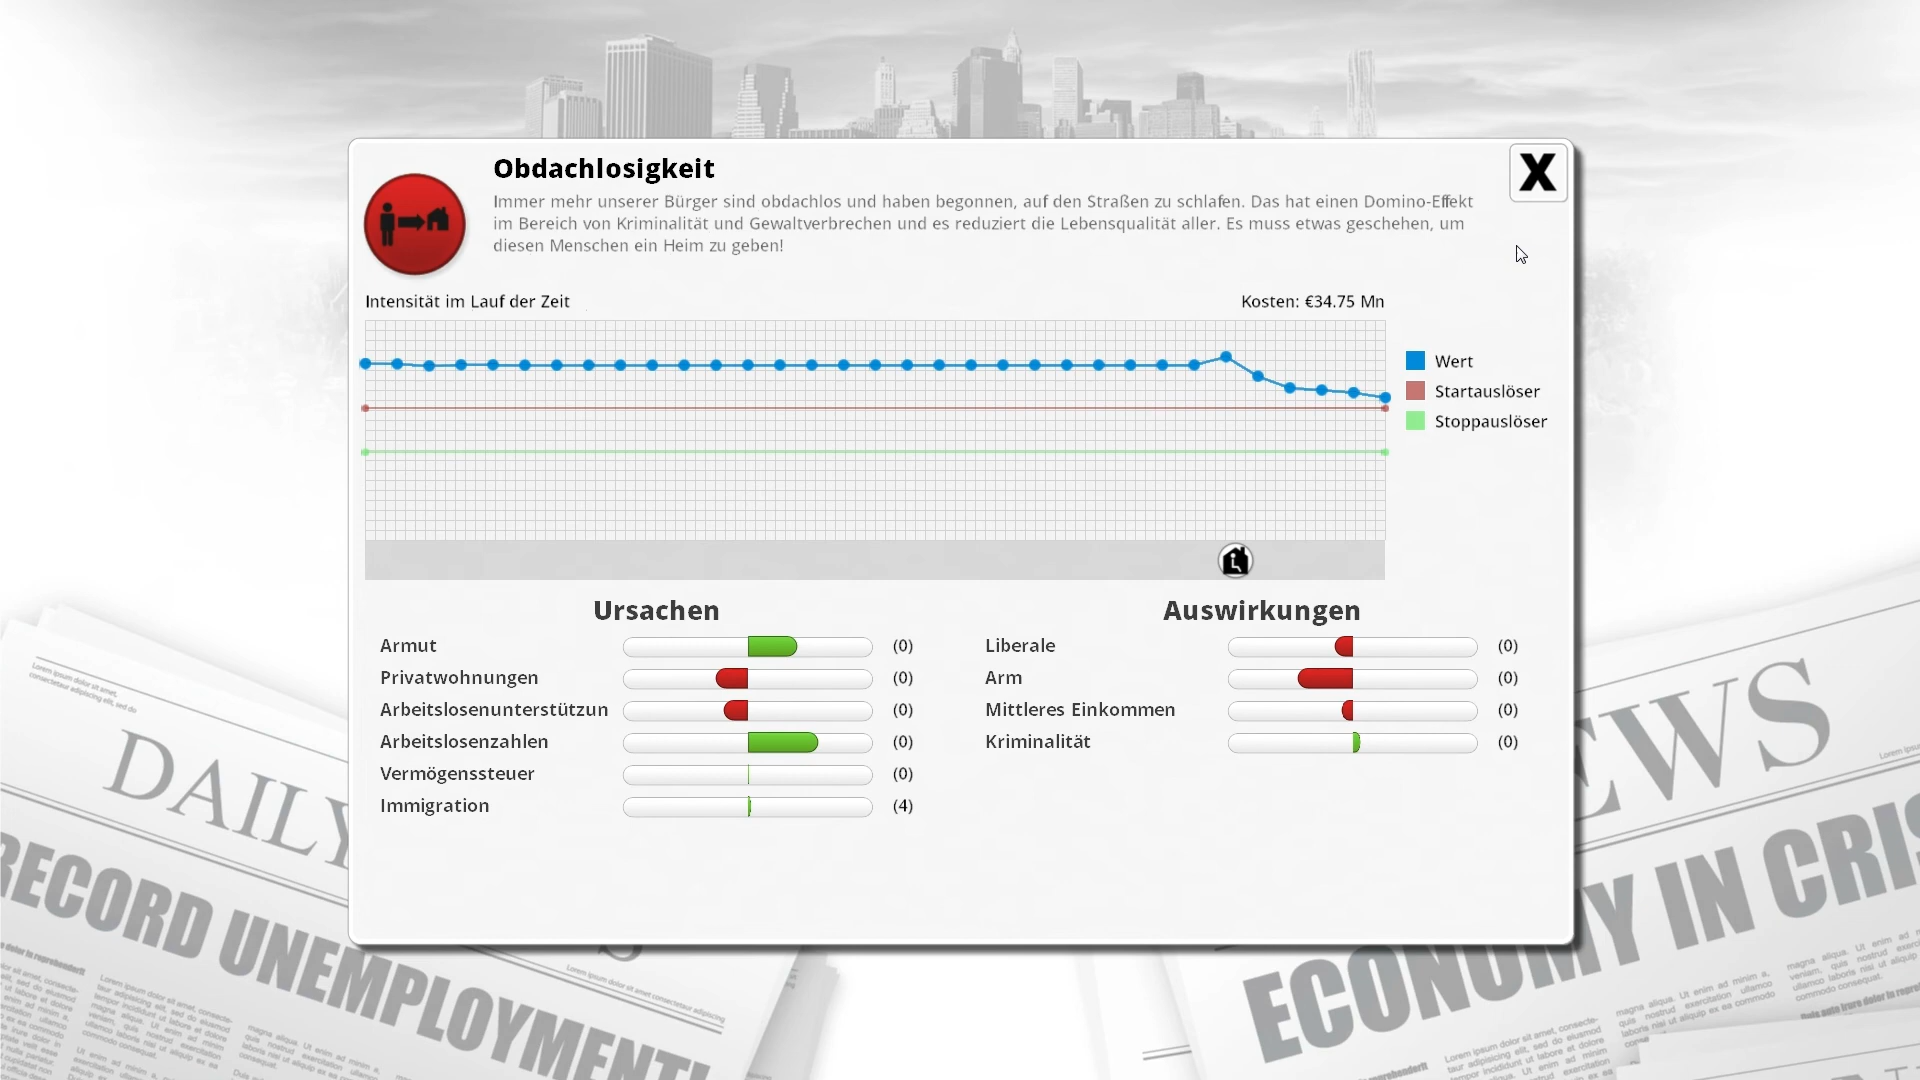 Obdachlosigkeit
Immer mehr unserer Bürger sind obdachlos und haben begonnen, auf den Straßen zu schlafen. Das hat einen Domino-Effekt
im Bereich von Kriminalität und Gewaltverbrechen und es reduziert die Lebensqualität aller. Es muss etwas geschehen, um
diesen Menschen ein Heim zu geben!
X
Intensität im Lauf der Zeit
Kosten: €34.75 Mn
Wert
Startauslöser
Stoppauslöser
Ursachen
Armut (0)
Privatwohnungen (0)
Arbeitslosenunterstützun (0)
Arbeitslosenzahlen (0)
Vermögenssteuer (0)
Immigration (4)
Auswirkungen
Liberale (0)
Arm (0)
Mittleres Einkommen (0)
Kriminalität (0)
DAILY
RECORD UNEMPLOYMENT!
EWS
ECONOMY IN CRIS